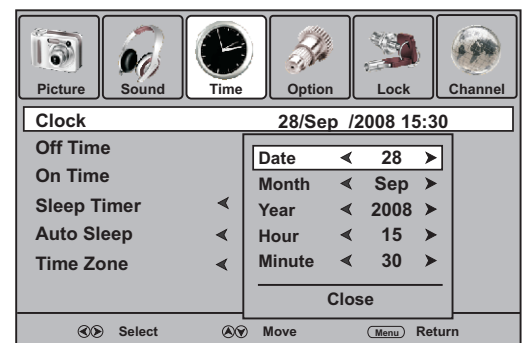 Picture Sound Time Option Lock Channel
Clock 28/Sep /2008 15:30
Off Time
On Time
Sleep Timer
Auto Sleep
Time Zone
Date 28
Month Sep
Year 2008
Hour 15
Minute 30
Close
Select Move Menu Return